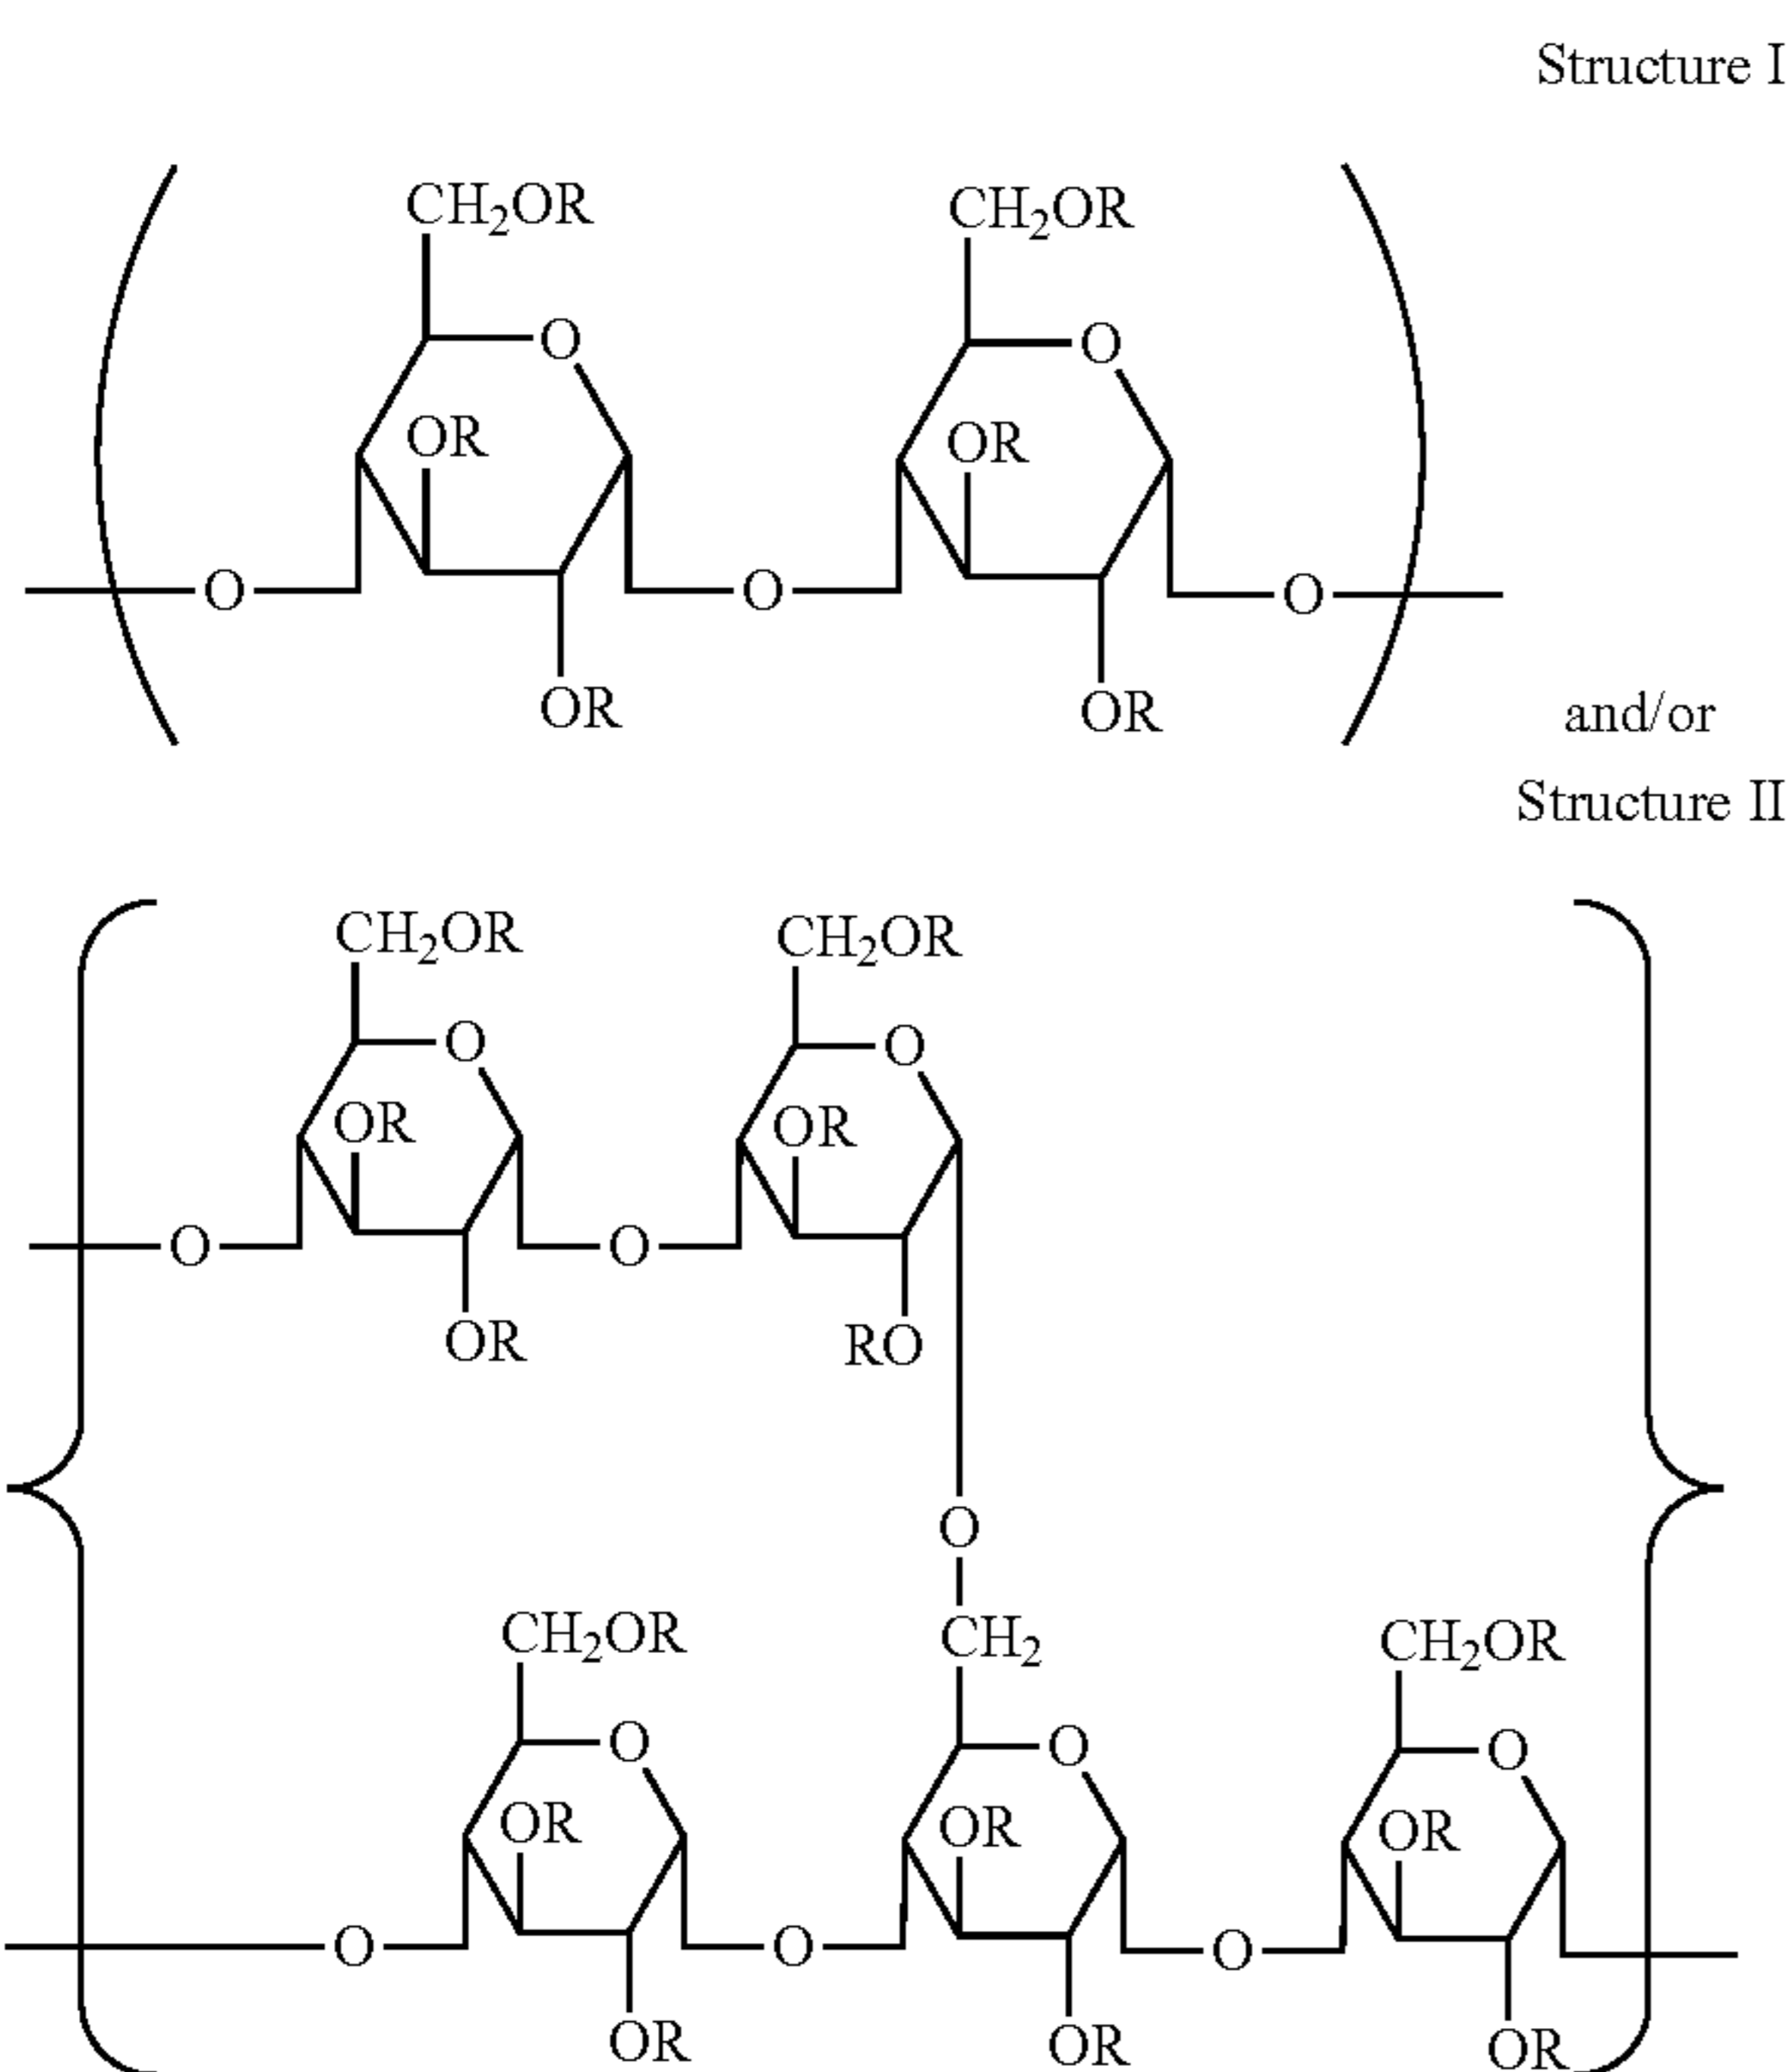 Structure I
CH₂OR CH₂OR
O O
OR OR
O O O
OR OR
and/or
Structure II
CH₂OR CH₂OR
O O
OR OR
O O
OR RO
O
CH₂OR CH₂ CH₂OR
O O O
OR OR OR
O O O
OR OR OR